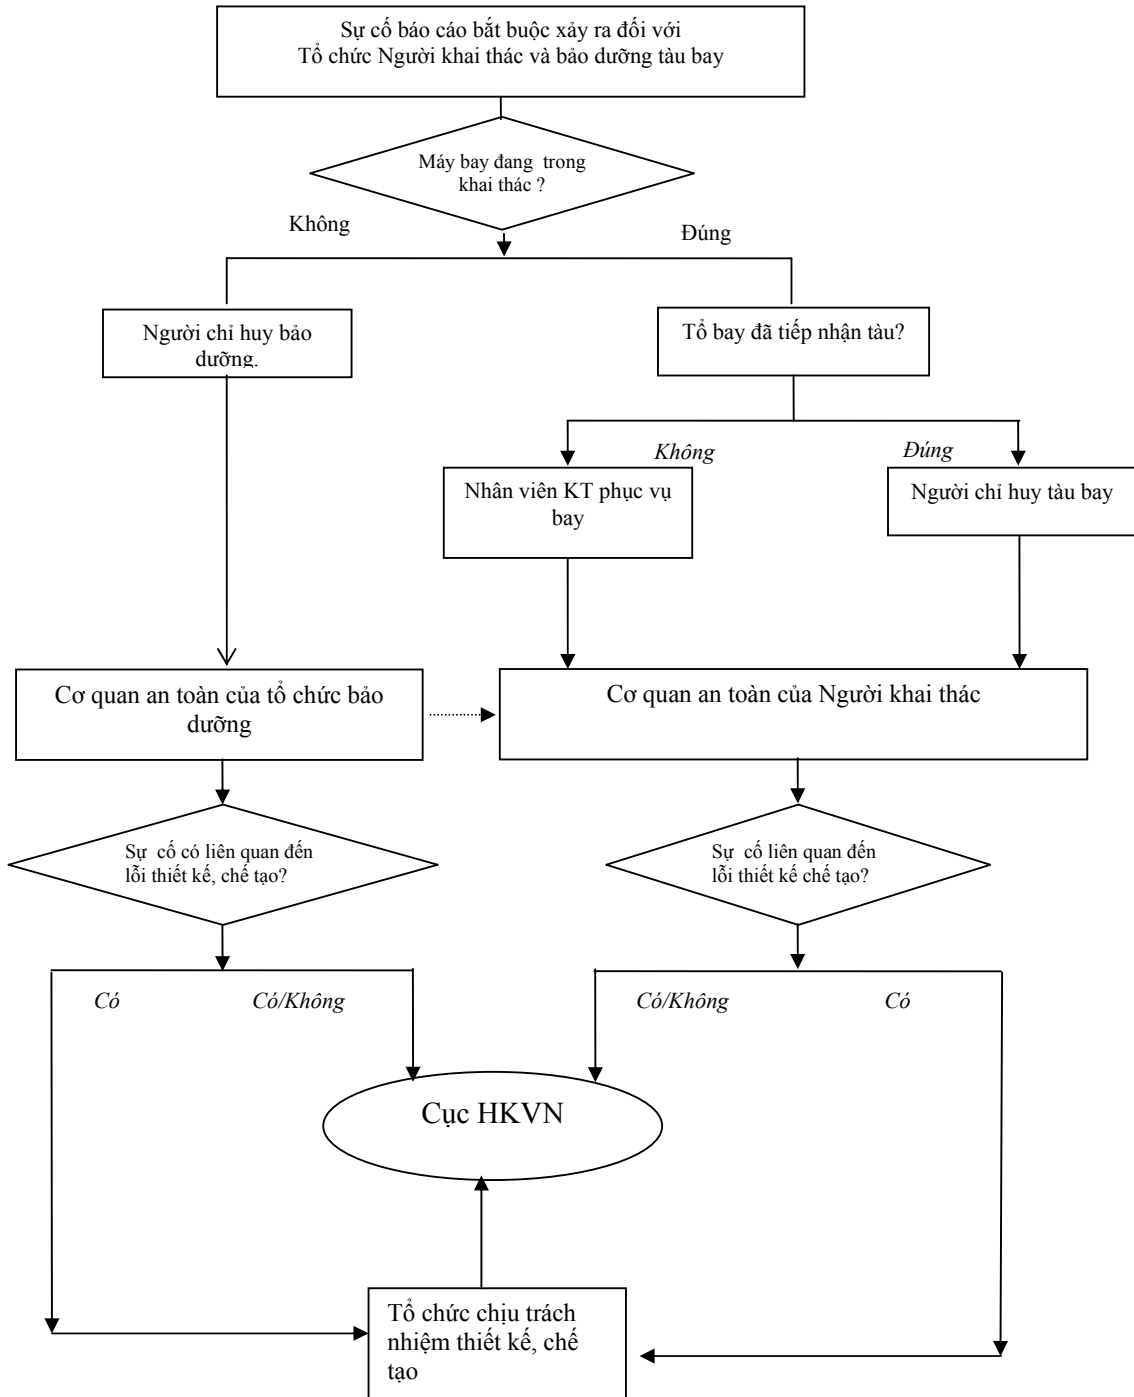 Sự cố báo cáo bắt buộc xảy ra đối với
Tổ chức Người khai thác và bảo dưỡng tàu bay
Máy bay đang trong
khai thác ?
Không
Đúng
Người chỉ huy bảo
dưỡng.
Tổ bay đã tiếp nhận tàu?
Không
Đúng
Nhân viên KT phục vụ
bay
Người chỉ huy tàu bay
Cơ quan an toàn của tổ chức bảo
dưỡng
Cơ quan an toàn của Người khai thác
Sự cố có liên quan đến
lỗi thiết kế, chế tạo?
Sự cố liên quan đến
lỗi thiết kế chế tạo?
Có
Có/Không
Có/Không
Có
Cục HKVN
Tổ chức chịu trách
nhiệm thiết kế, chế
tạo